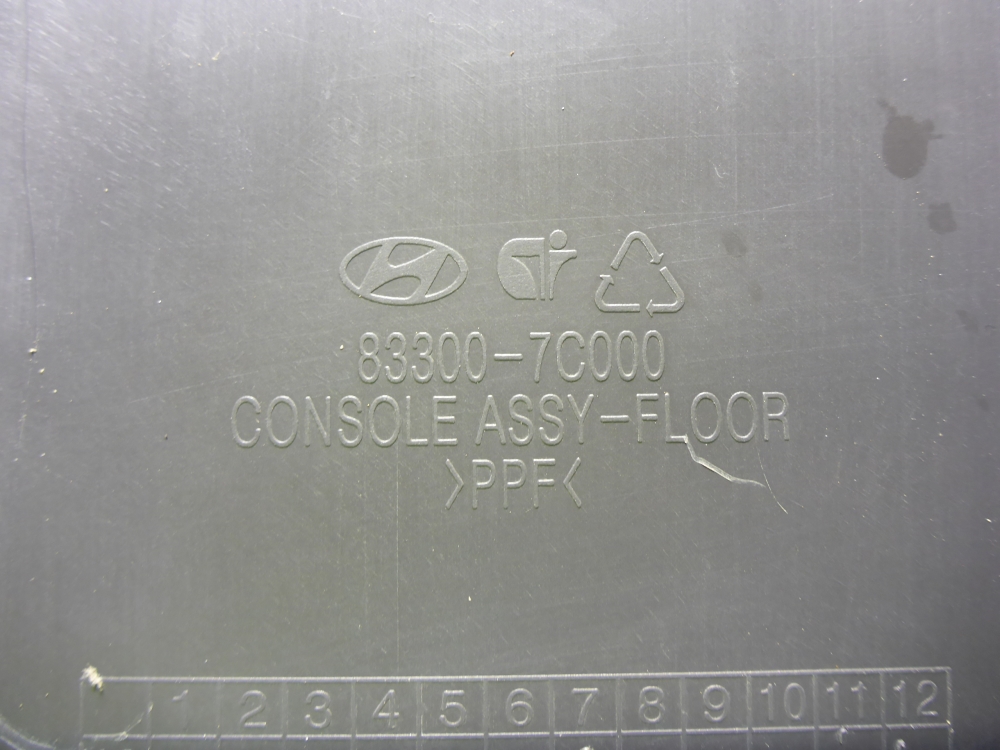 83300-7C000
CONSOLE ASSY-FLOOR
>PPF<
1 2 3 4 5 6 7 8 9 10 11 12